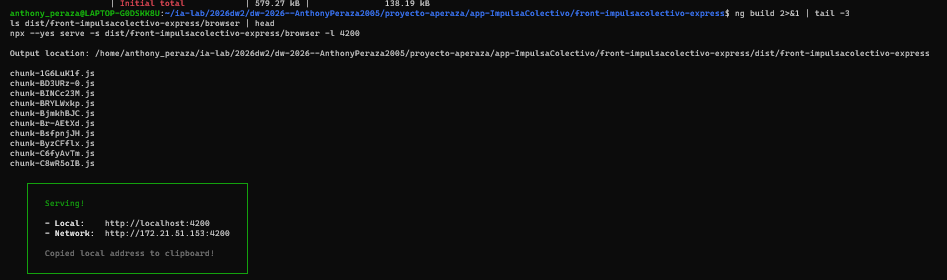 | Initial total | 579.27 kB | 138.19 kB
anthony_peraza@LAPTOP-G0DSKK8U:~/ia-lab/2026dw2/dw-2026--AnthonyPeraza2005/proyecto-aperaza/app-ImpulsaColectivo/front-impulsacolectivo-express$ ng build 2>&1 | tail -3
ls dist/front-impulsacolectivo-express/browser | head
npx --yes serve -s dist/front-impulsacolectivo-express/browser -l 4200
Output location: /home/anthony_peraza/ia-lab/2026dw2/dw-2026--AnthonyPeraza2005/proyecto-aperaza/app-ImpulsaColectivo/front-impulsacolectivo-express/dist/front-impulsacolectivo-express
chunk-1G6LuK1f.js
chunk-BD3URz-0.js
chunk-BINCc23M.js
chunk-BRYLWxkp.js
chunk-BjmkhBJC.js
chunk-Br-AEtXd.js
chunk-BsfpnjJH.js
chunk-ByzCFflx.js
chunk-C6fyAvTm.js
chunk-C8wR5oIB.js
Serving!
- Local: http://localhost:4200
- Network: http://172.21.51.153:4200
Copied local address to clipboard!